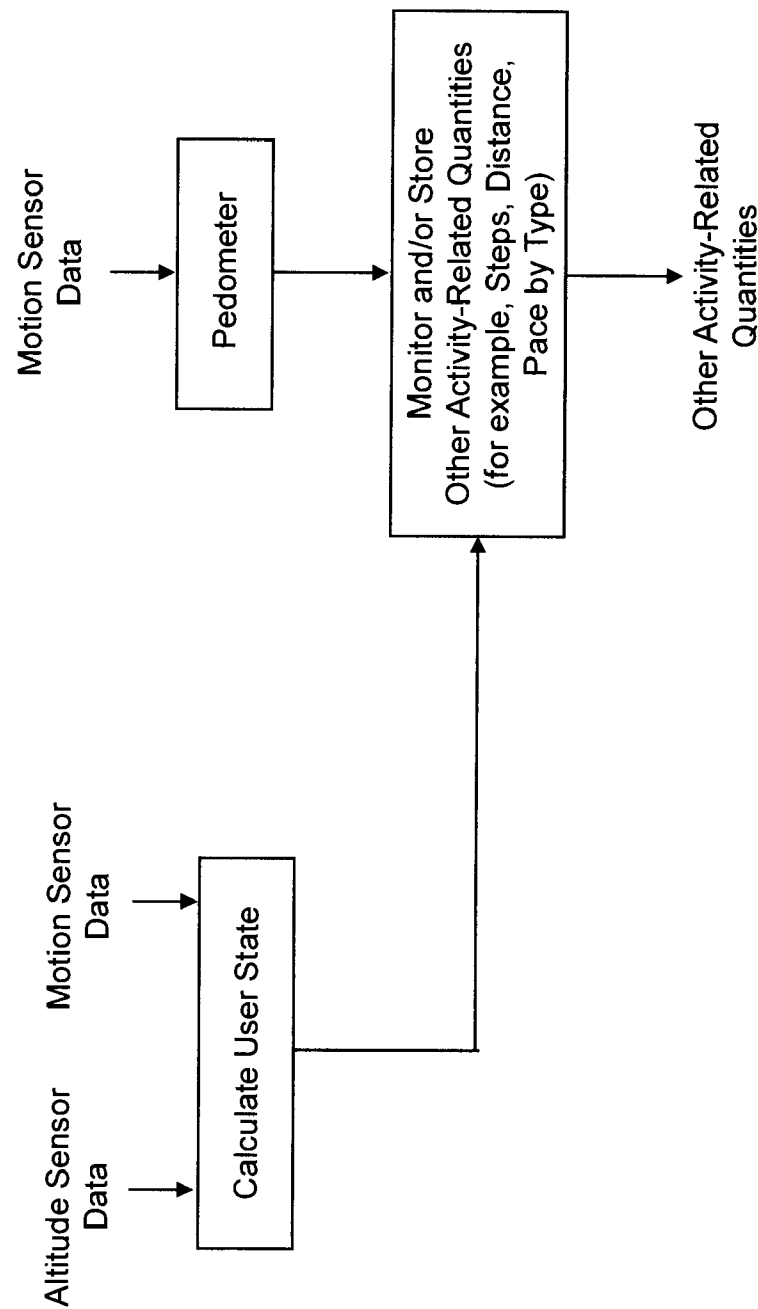 Altitude Sensor
Data
Motion Sensor
Data
Calculate User State
Motion Sensor
Data
Pedometer
Monitor and/or Store
Other Activity-Related Quantities
(for example, Steps, Distance,
Pace by Type)
Other Activity-Related
Quantities